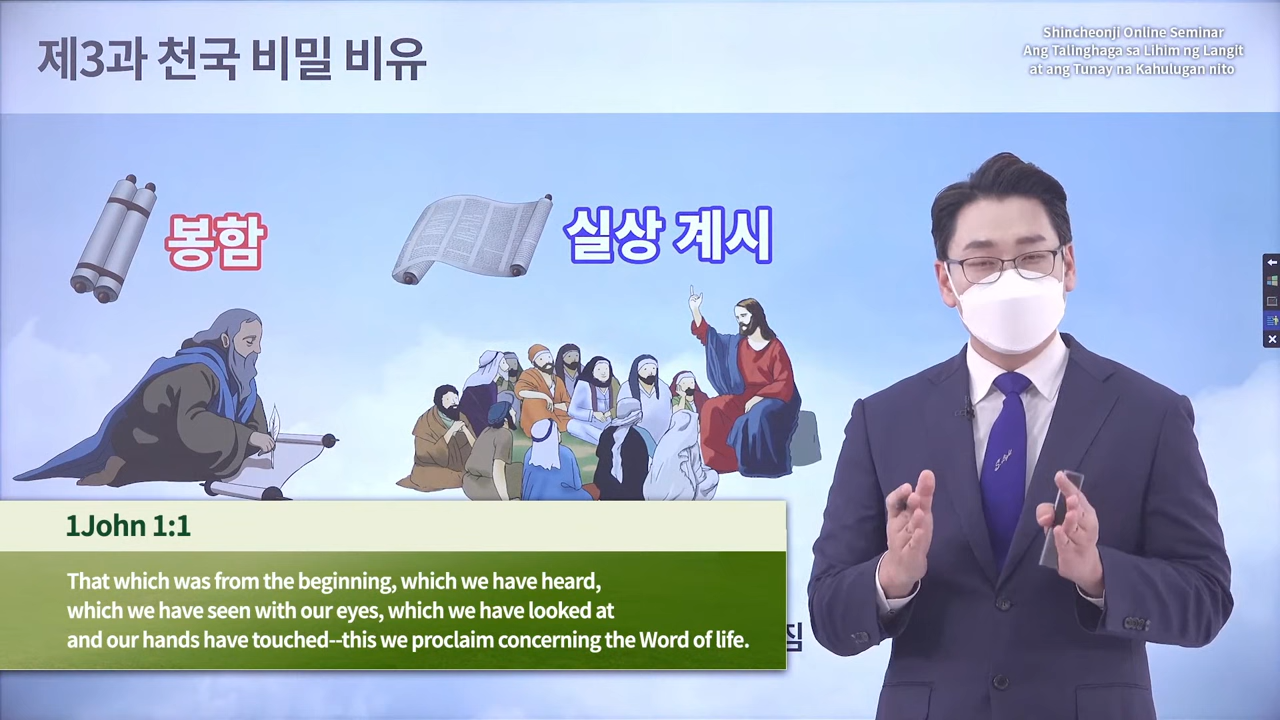 제3과 천국 비밀 비유
Shincheonji Online Seminar
Ang Talinghaga sa Lihim ng Langit
at ang Tunay na Kahulugan nito
봉함
실상 계시
1John 1:1
That which was from the beginning, which we have heard,
which we have seen with our eyes, which we have looked at
and our hands have touched--this we proclaim concerning the Word of life.
짐